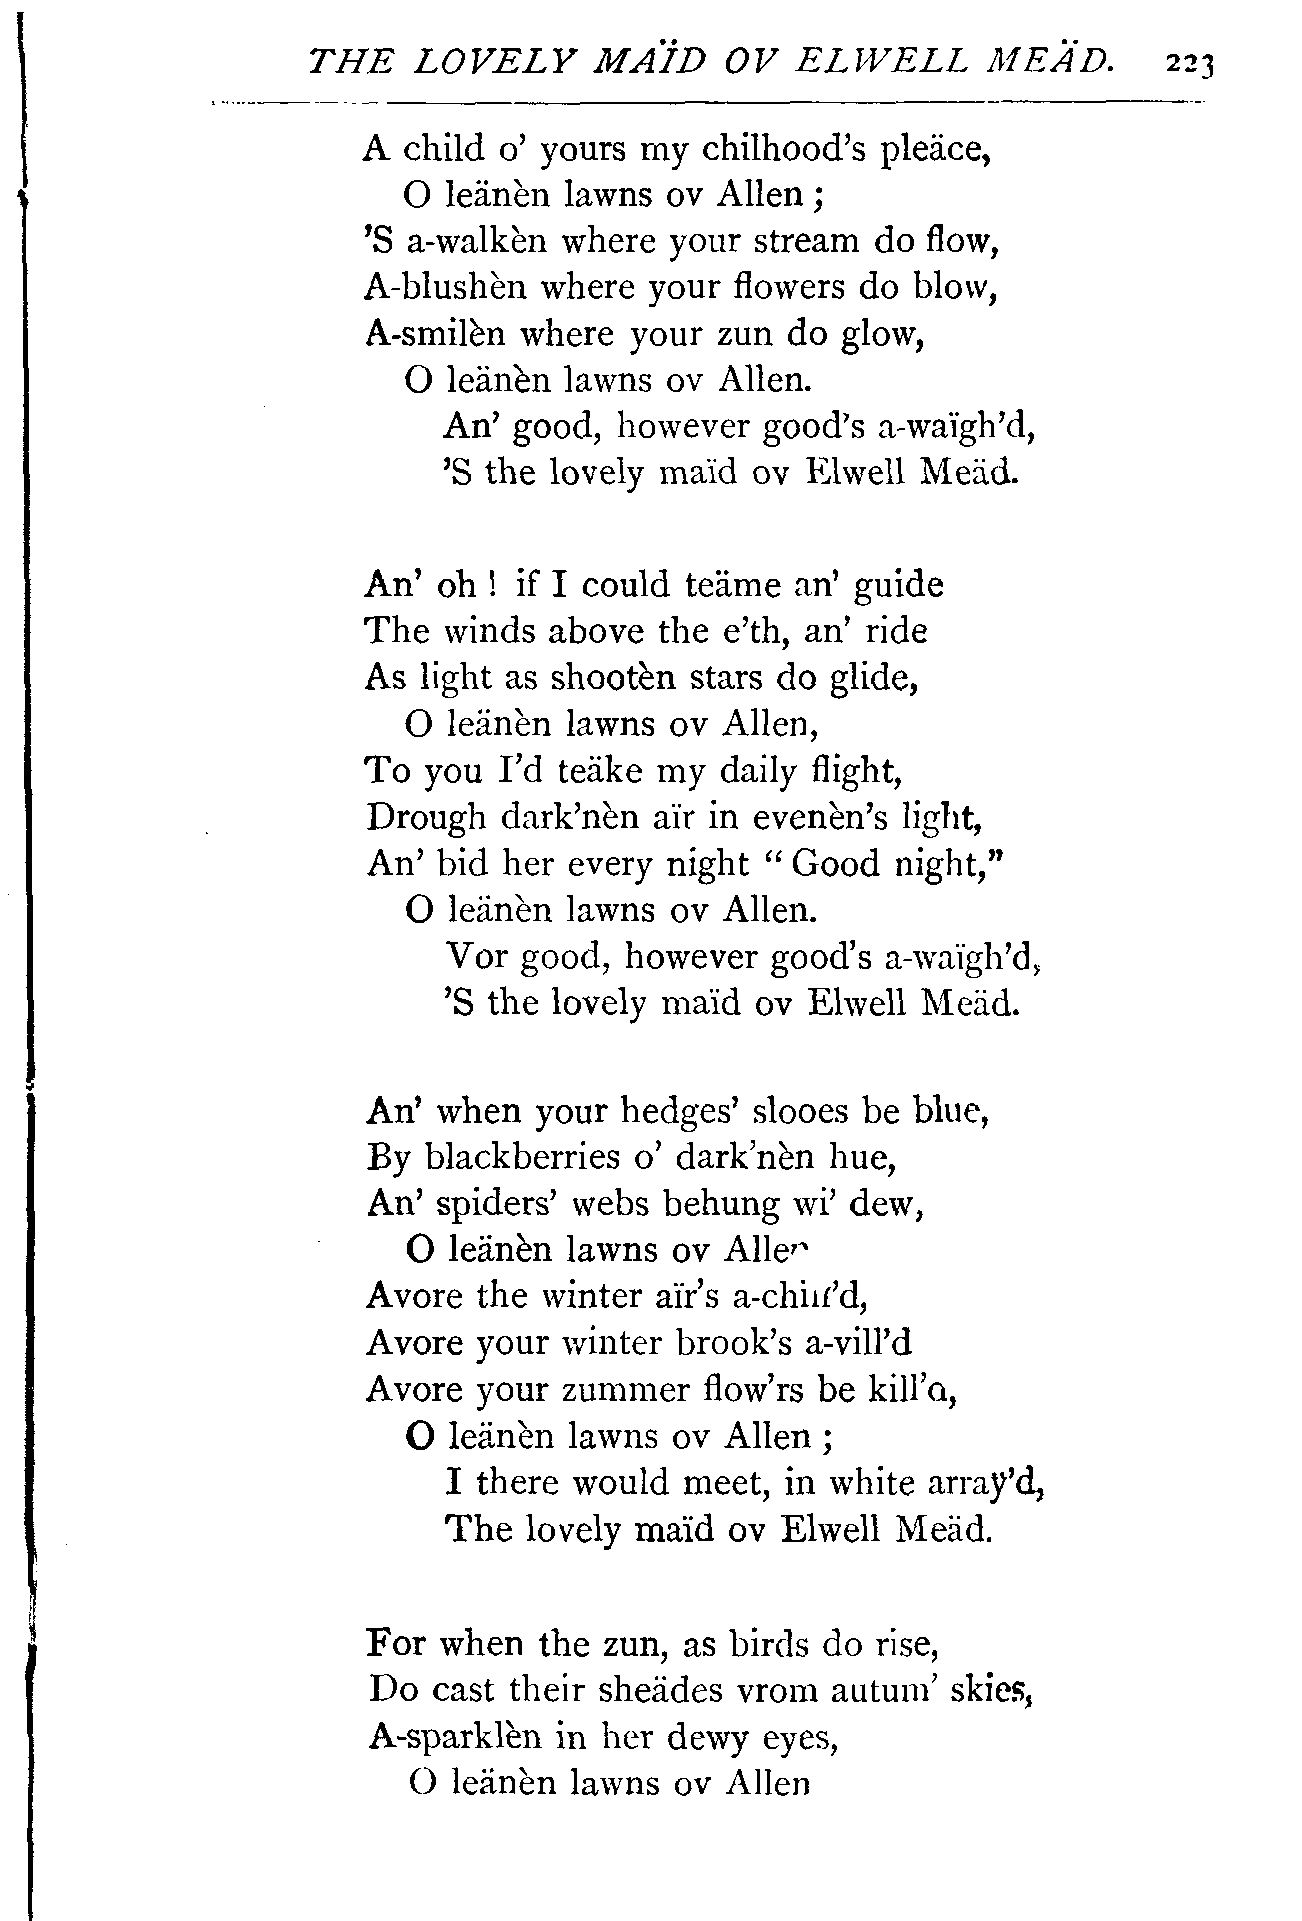 THE LOVELY MAÏD OV ELWELL MEÄD. 223
A child o' yours my chilhood's pleäce,
O leänèn lawns ov Allen ;
'S a-walkèn where your stream do flow,
A-blushèn where your flowers do blow,
A-smilèn where your zun do glow,
O leänèn lawns ov Allen.
An' good, however good's a-waïgh'd,
'S the lovely maïd ov Elwell Meäd.
An' oh ! if I could teäme an' guide
The winds above the e'th, an' ride
As light as shootèn stars do glide,
O leänèn lawns ov Allen,
To you I'd teäke my daily flight,
Drough dark'nèn aïr in evenèn's light,
An' bid her every night “ Good night,”
O leänèn lawns ov Allen.
Vor good, however good's a-waïgh'd,
'S the lovely maïd ov Elwell Meäd.
An' when your hedges' slooes be blue,
By blackberries o' dark'nèn hue,
An' spiders' webs behung wi' dew,
O leänèn lawns ov Allen
Avore the winter aïr's a-chill'd,
Avore your winter brook's a-vill'd
Avore your zummer flow'rs be kill'd,
O leänèn lawns ov Allen ;
I there would meet, in white array'd,
The lovely maïd ov Elwell Meäd.
For when the zun, as birds do rise,
Do cast their sheädes vrom autum' skies,
A-sparklèn in her dewy eyes,
O leänèn lawns ov Allen